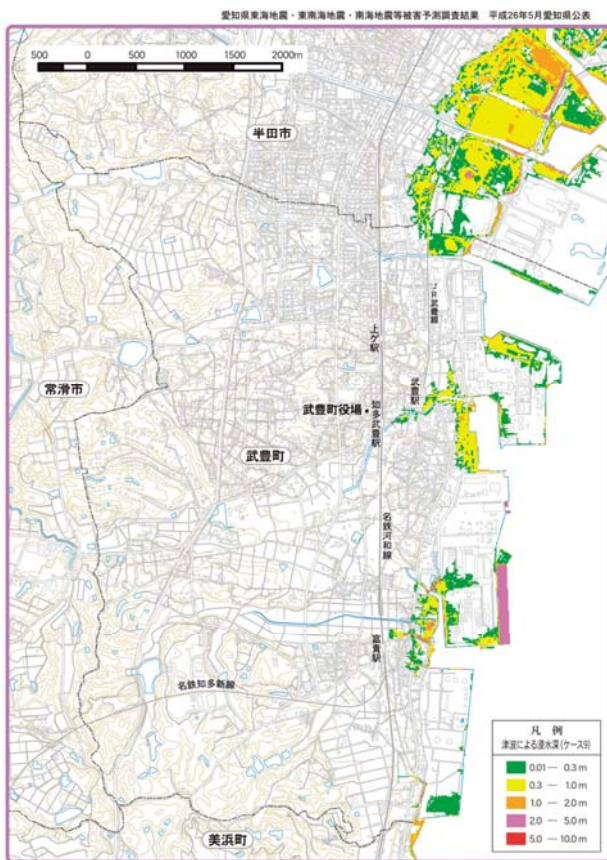 愛知県東海地震・東南海地震・南海地震等被害予測調査結果 平成26年5月愛知県公表
500 0 500 1000 1500 2000m
半田市
JR武豊線
上ゲ駅
武豊駅
常滑市
武豊町役場
知多武豊駅
武豊町
名鉄河和線
富貴駅
名鉄知多新線
美浜町
凡 例
津波による浸水深(ケース9)
0.01 ― 0.3 m
0.3 ― 1.0 m
1.0 ― 2.0 m
2.0 ― 5.0 m
5.0 ― 10.0 m